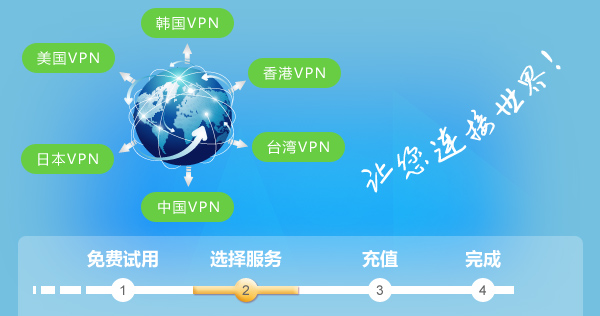 韩国VPN
美国VPN
香港VPN
日本VPN
台湾VPN
中国VPN
让您连接世界!
免费试用 选择服务 充值 完成
1 2 3 4